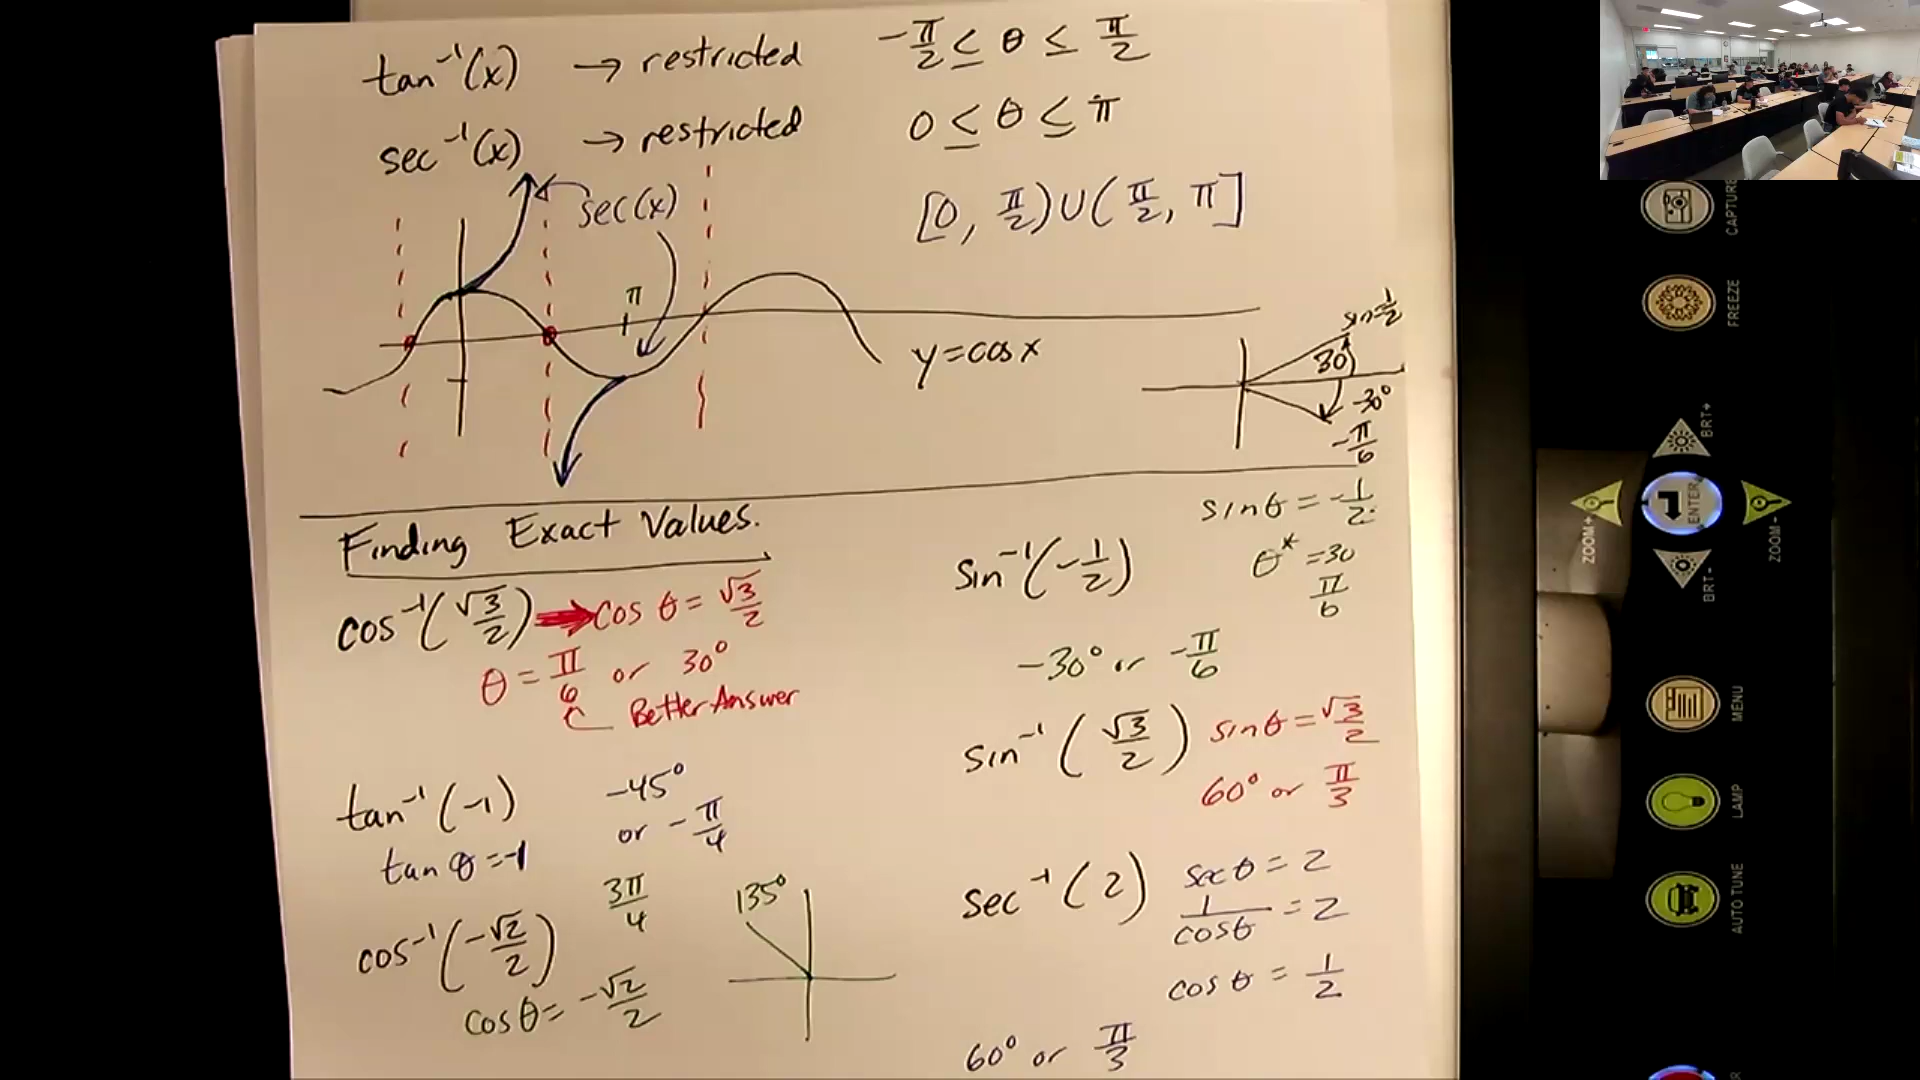 tan⁻¹(x) → restricted -π/2 ≤ θ ≤ π/2
sec⁻¹(x) → restricted 0 ≤ θ ≤ π
sec(x)
[0, π/2)∪(π/2, π]
π
y=cos x
sin=1/2
30
-30°
-π/6
Finding Exact Values.
cos⁻¹(√3/2) → cos θ = √3/2
θ = π/6 or 30°
Better Answer
sin⁻¹(-1/2)
sinθ = -1/2
θ* = 30
π/6
-30° or -π/6
sin⁻¹(√3/2) sinθ = √3/2
60° or π/3
tan⁻¹(-1)
tan θ = -1
-45°
or -π/4
cos⁻¹(-√2/2)
cos θ = -√2/2
3π/4
135°
sec⁻¹(2) secθ = 2
1/cosθ = 2
cos θ = 1/2
60° or π/3
CAPTURE
FREEZE
BRT+
ZOOM+
ENTER
ZOOM-
BRT-
MENU
LAMP
AUTO TUNE